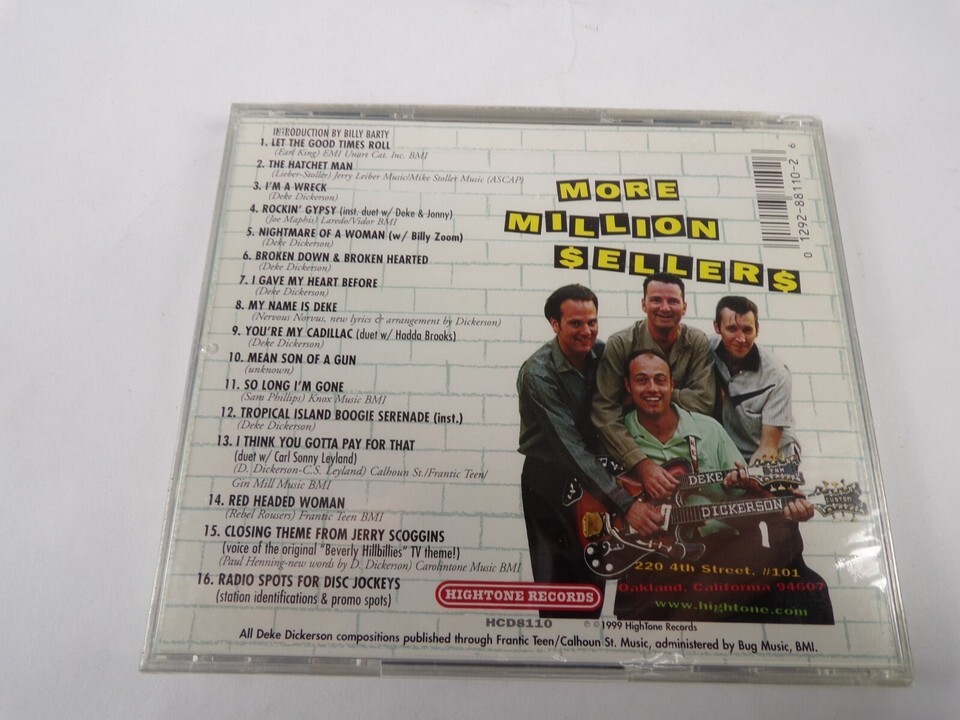 INTRODUCTION BY BILLY BARTY
1. LET THE GOOD TIMES ROLL
(Earl King) EMI Unart Cat. Inc. BMI
2. THE HATCHET MAN
(Lieber-Stoller) Jerry Leiber Music/Mike Stoller Music (ASCAP)
3. I'M A WRECK
(Deke Dickerson)
4. ROCKIN' GYPSY (inst. duet w/ Deke & Jonny)
(Joe Maphis) Laredo/Vidor BMI
5. NIGHTMARE OF A WOMAN (w/ Billy Zoom)
(Deke Dickerson)
6. BROKEN DOWN & BROKEN HEARTED
(Deke Dickerson)
7. I GAVE MY HEART BEFORE
(Deke Dickerson)
8. MY NAME IS DEKE
(Nervous Norvus, new lyrics & arrangement by Dickerson)
9. YOU'RE MY CADILLAC (duet w/ Hadda Brooks)
(Deke Dickerson)
10. MEAN SON OF A GUN
(unknown)
11. SO LONG I'M GONE
(Sam Phillips) Knox Music BMI
12. TROPICAL ISLAND BOOGIE SERENADE (inst.)
(Deke Dickerson)
13. I THINK YOU GOTTA PAY FOR THAT
(duet w/ Carl Sonny Leyland)
(D. Dickerson-C.S. Leyland) Calhoun St./Frantic Teen/
Gin Mill Music BMI
14. RED HEADED WOMAN
(Rebel Rousers) Frantic Teen BMI
15. CLOSING THEME FROM JERRY SCOGGINS
(voice of the original "Beverly Hillbillies" TV theme!)
(Paul Henning-new words by D. Dickerson) Carolintone Music BMI
16. RADIO SPOTS FOR DISC JOCKEYS
(station identifications & promo spots)
MORE
MILLION
$ELLER$
0 1292-88110-2 6
DEKE
DICKERSON
CUSTOM
220 4th Street, #101
Oakland, California 94607
www.hightone.com
HIGHTONE RECORDS
HCD8110
℗ © 1999 HighTone Records
All Deke Dickerson compositions published through Frantic Teen/Calhoun St. Music, administered by Bug Music, BMI.